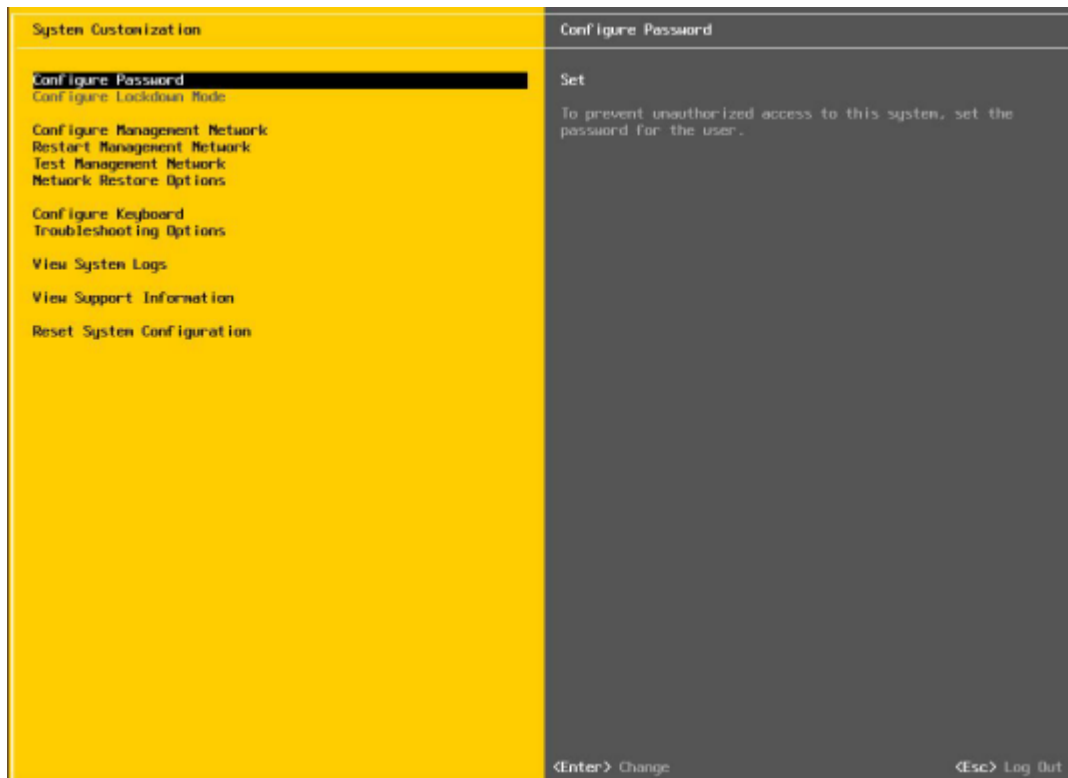 System Customization
Configure Password
Configure Lockdown Mode
Configure Management Network
Restart Management Network
Test Management Network
Network Restore Options
Configure Keyboard
Troubleshooting Options
View System Logs
View Support Information
Reset System Configuration
Configure Password
Set
To prevent unauthorized access to this system, set the
password for the user.
<Enter> Change
<Esc> Log Out